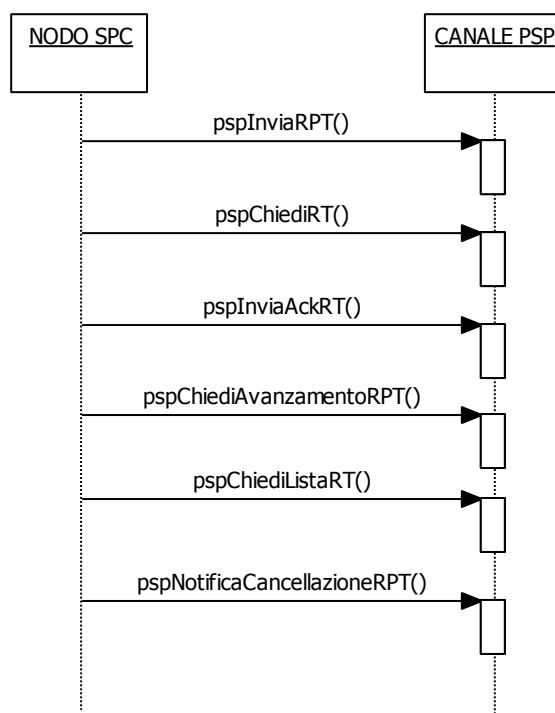 NODO SPC
CANALE PSP
pspInviaRPT()
pspChiediRT()
pspInviaAckRT()
pspChiediAvanzamentoRPT()
pspChiediListaRT()
pspNotificaCancellazioneRPT()